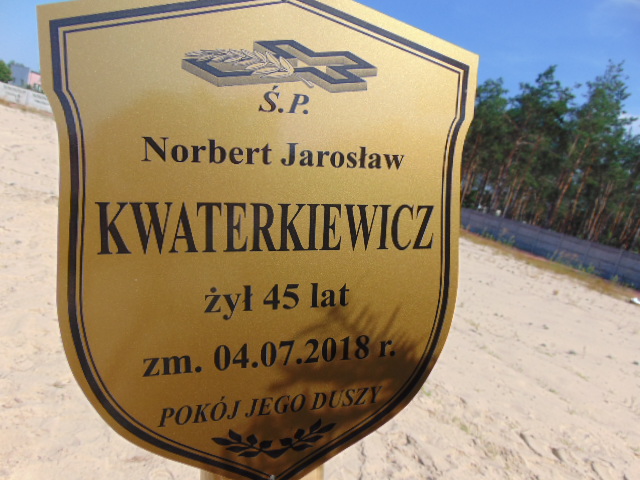 Ś.P.
Norbert Jarosław
KWATERKIEWICZ
żył 45 lat
zm. 04.07.2018 r.
POKÓJ JEGO DUSZY